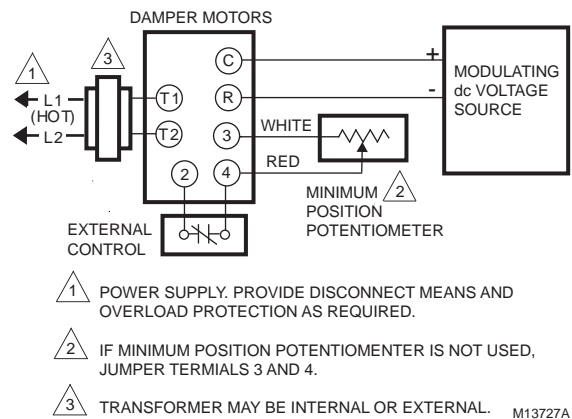 DAMPER MOTORS
1
3
C
+
MODULATING
dc VOLTAGE
SOURCE
L1
(HOT)
T1
R
-
L2
T2
3
WHITE
2
4
RED
MINIMUM
POSITION
POTENTIOMETER
2
EXTERNAL
CONTROL
1 POWER SUPPLY. PROVIDE DISCONNECT MEANS AND
OVERLOAD PROTECTION AS REQUIRED.
2 IF MINIMUM POSITION POTENTIOMENTER IS NOT USED,
JUMPER TERMIALS 3 AND 4.
3 TRANSFORMER MAY BE INTERNAL OR EXTERNAL.
M13727A